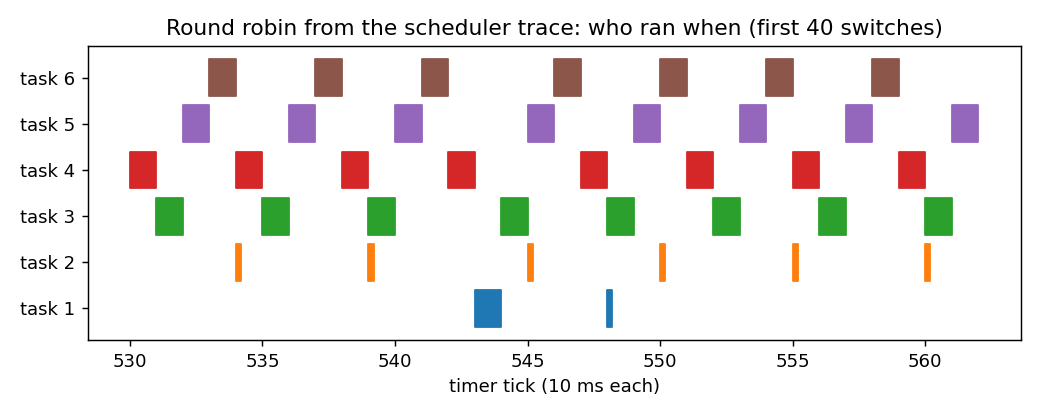 Round robin from the scheduler trace: who ran when (first 40 switches)
task 6
task 5
task 4
task 3
task 2
task 1
530 535 540 545 550 555 560
timer tick (10 ms each)